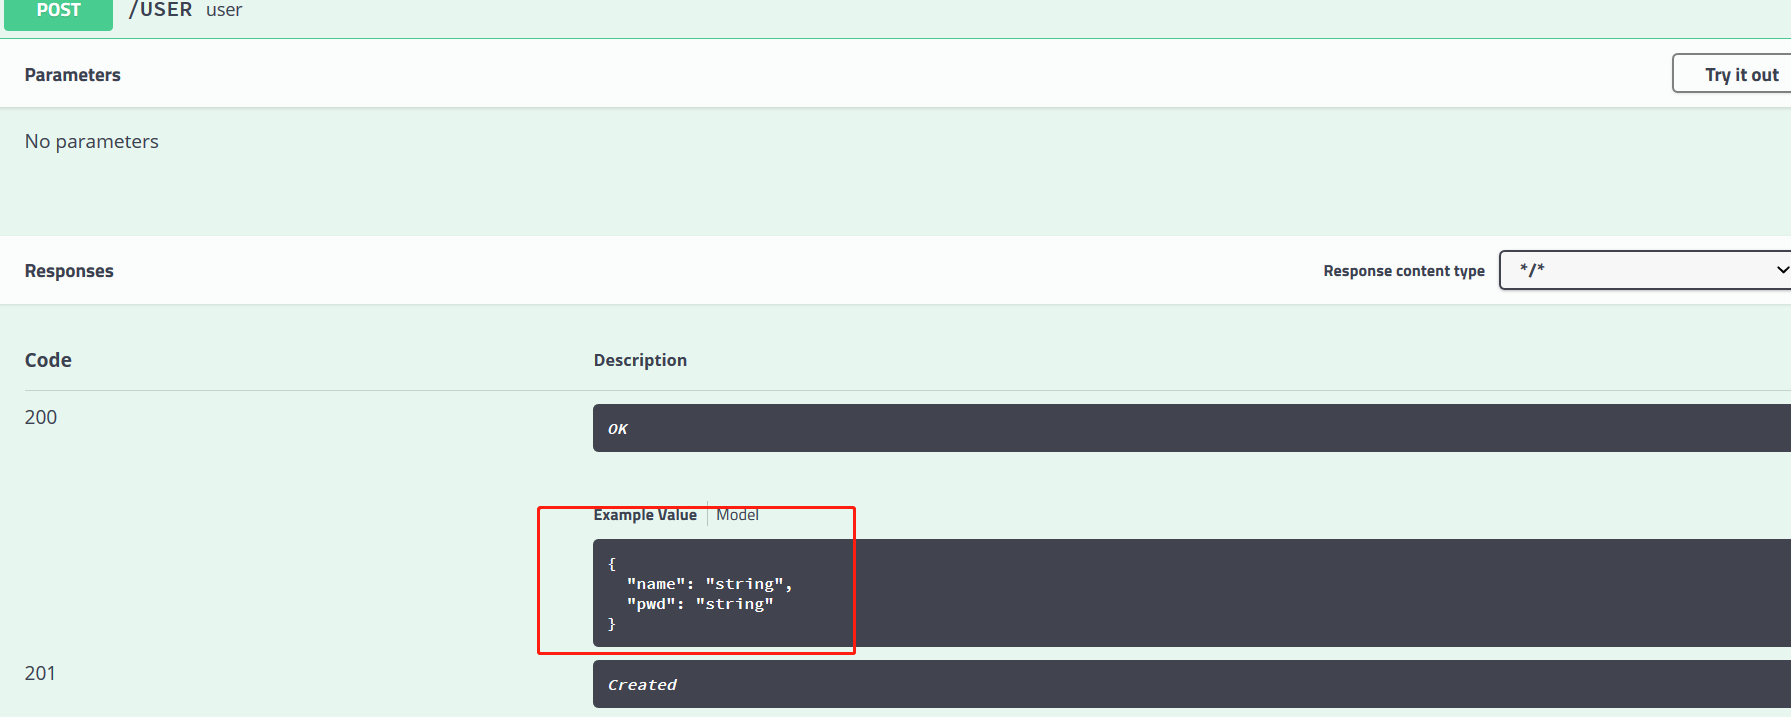 POST /USER user
Parameters Try it out
No parameters
Responses Response content type */*
Code Description
200 OK
Example Value Model
{
"name": "string",
"pwd": "string"
}
201 Created